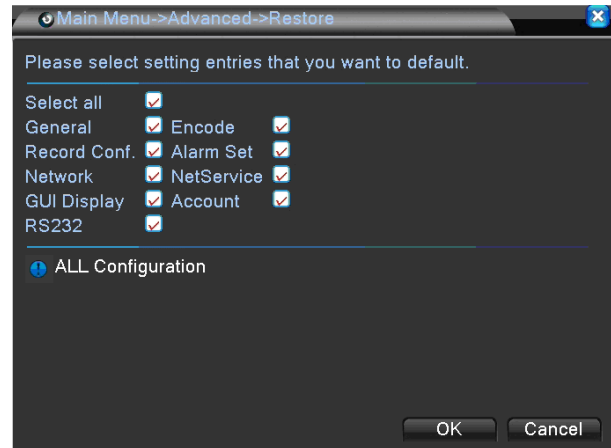 Main Menu->Advanced->Restore
Please select setting entries that you want to default.
Select all
General Encode
Record Conf. Alarm Set
Network NetService
GUI Display Account
RS232
ALL Configuration
OK Cancel